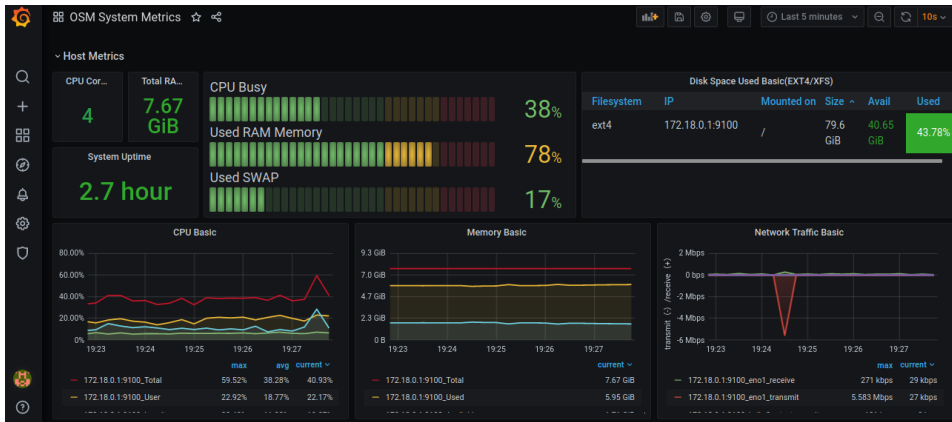 OSM System Metrics
Last 5 minutes
10s
Host Metrics
CPU Cor...
4
Total RA...
7.67
GiB
System Uptime
2.7 hour
CPU Busy
38%
Used RAM Memory
78%
Used SWAP
17%
Disk Space Used Basic(EXT4/XFS)
Filesystem IP Mounted on Size Avail Used
ext4 172.18.0.1:9100 / 79.6 GiB 40.65 GiB 43.78%
CPU Basic
80.00%
60.00%
40.00%
20.00%
0%
19:23 19:24 19:25 19:26 19:27
max avg current
172.18.0.1:9100_Total 59.52% 38.28% 40.93%
172.18.0.1:9100_User 22.92% 18.77% 22.17%
Memory Basic
9.3 GiB
7.0 GiB
4.7 GiB
2.3 GiB
0 B
19:23 19:24 19:25 19:26 19:27
current
172.18.0.1:9100_Total 7.67 GiB
172.18.0.1:9100_Used 5.95 GiB
Network Traffic Basic
transmit (-) /receive (+)
2 Mbps
0 bps
-2 Mbps
-4 Mbps
-6 Mbps
19:23 19:24 19:25 19:26 19:27
max current
172.18.0.1:9100_eno1_receive 271 kbps 29 kbps
172.18.0.1:9100_eno1_transmit 5.583 Mbps 27 kbps